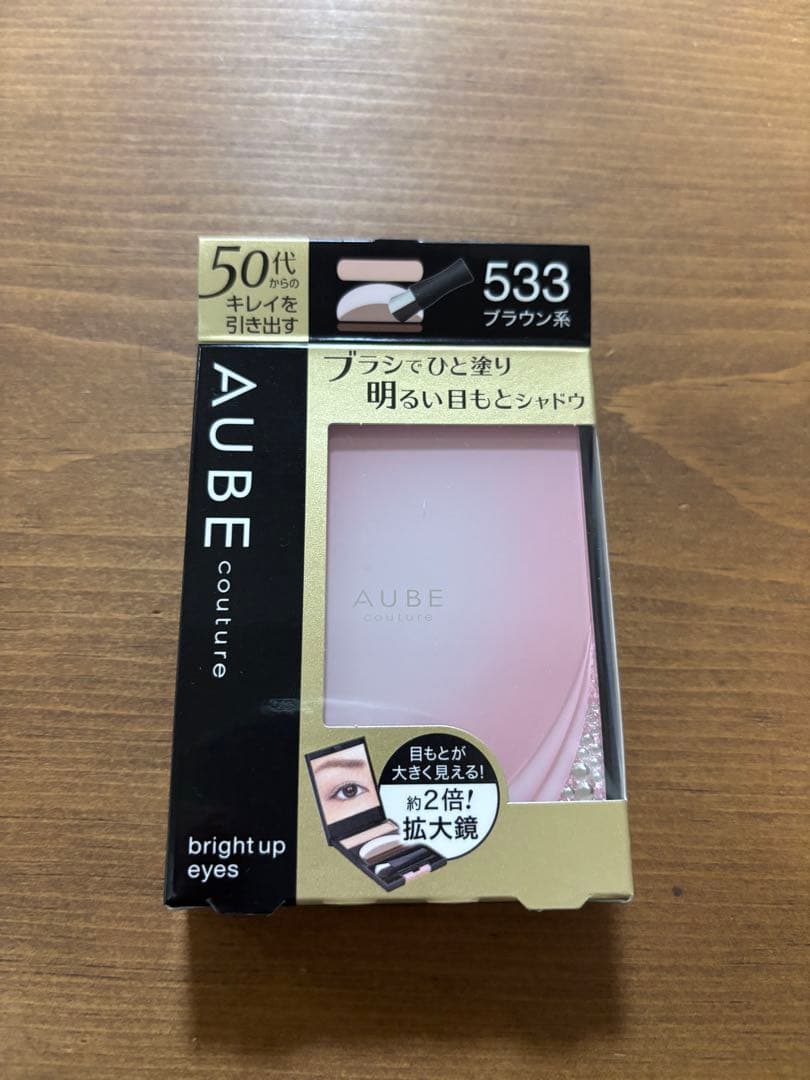 50代
からの
キレイを
引き出す
533
ブラウン系
ブラシでひと塗り
明るい目もとシャドウ
AUBE couture
AUBE
couture
目もとが
大きく見える!
約2倍!
拡大鏡
bright up
eyes